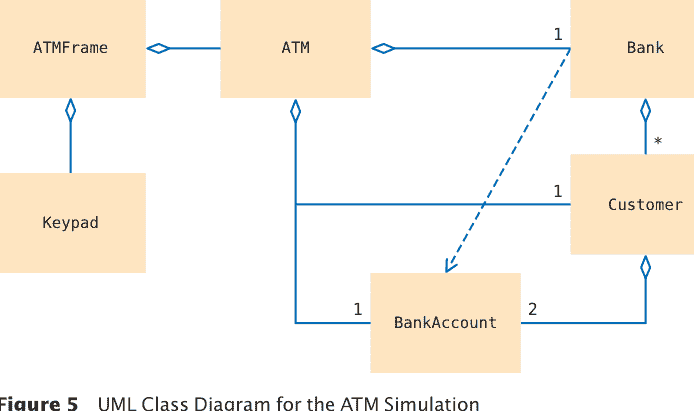 ATMFrame
ATM
1
Bank
*
1
Customer
Keypad
1
BankAccount
2
Figure 5 UML Class Diagram for the ATM Simulation